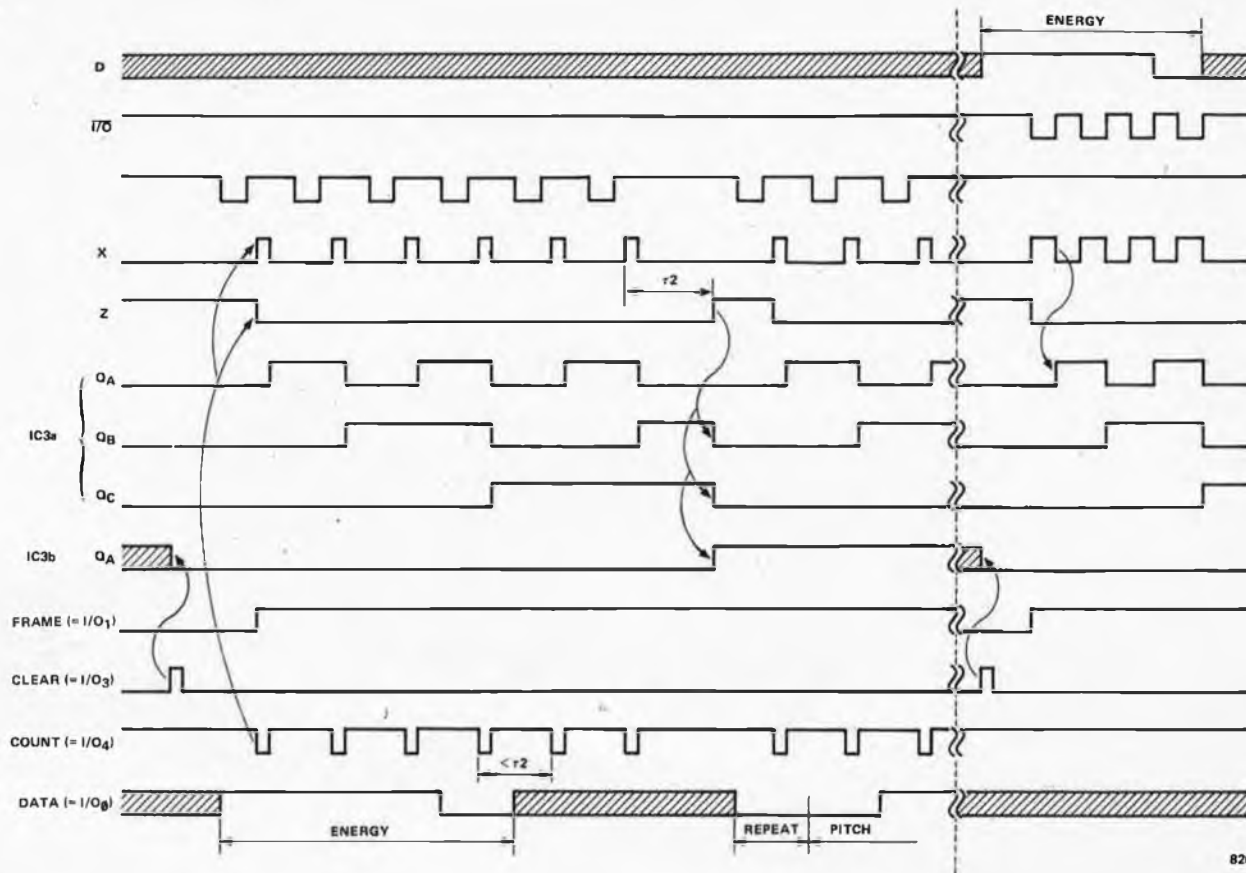 ENERGY
D
I/O
X
τ2
Z
QA
IC3a
QB
QC
IC3b QA
FRAME (= I/O1)
CLEAR (= I/O3)
COUNT (= I/O4)
<τ2
DATA (= I/O0)
ENERGY
REPEAT
PITCH